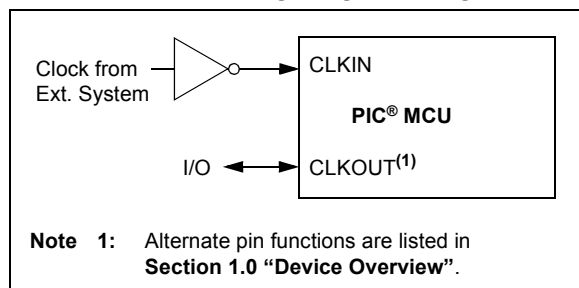 Clock from
Ext. System
CLKIN
PIC® MCU
I/O
CLKOUT(1)
Note 1: Alternate pin functions are listed in
Section 1.0 “Device Overview”.